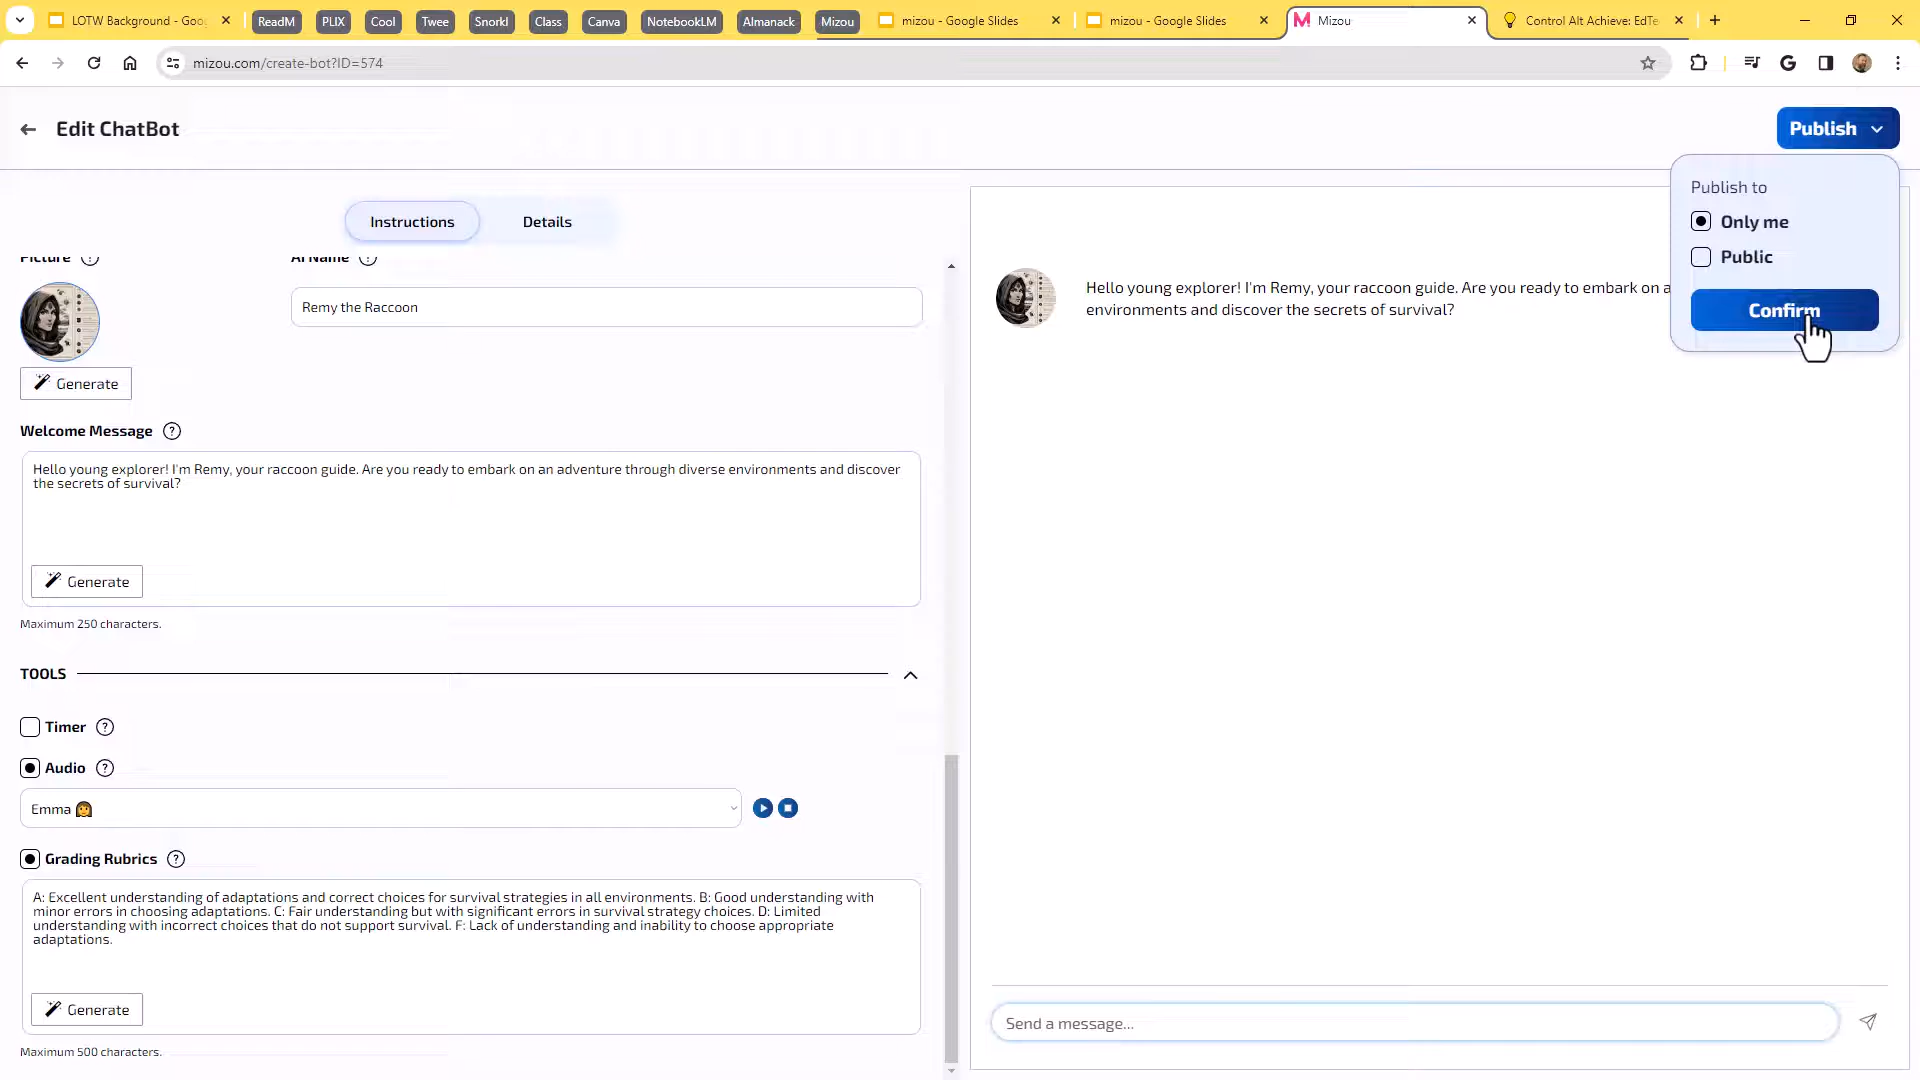 LOTW Background - Goo
ReadM
PLIX
Cool
Twee
Snorkl
Class
Canva
NotebookLM
Almanack
Mizou
mizou - Google Slides
mizou - Google Slides
Mizou
Control Alt Achieve: EdTe
mizou.com/create-bot?ID=574
Edit ChatBot
Publish
Publish to
Only me
Public
Confirm
Instructions
Details
Picture ?
AI Name ?
Remy the Raccoon
Generate
Welcome Message ?
Hello young explorer! I'm Remy, your raccoon guide. Are you ready to embark on an adventure through diverse environments and discover
the secrets of survival?
Generate
Maximum 250 characters.
TOOLS
Timer ?
Audio ?
Emma
Grading Rubrics ?
A: Excellent understanding of adaptations and correct choices for survival strategies in all environments. B: Good understanding with
minor errors in choosing adaptations. C: Fair understanding but with significant errors in survival strategy choices. D: Limited
understanding with incorrect choices that do not support survival. F: Lack of understanding and inability to choose appropriate
adaptations.
Generate
Maximum 500 characters.
Hello young explorer! I'm Remy, your raccoon guide. Are you ready to embark on a
environments and discover the secrets of survival?
Send a message...